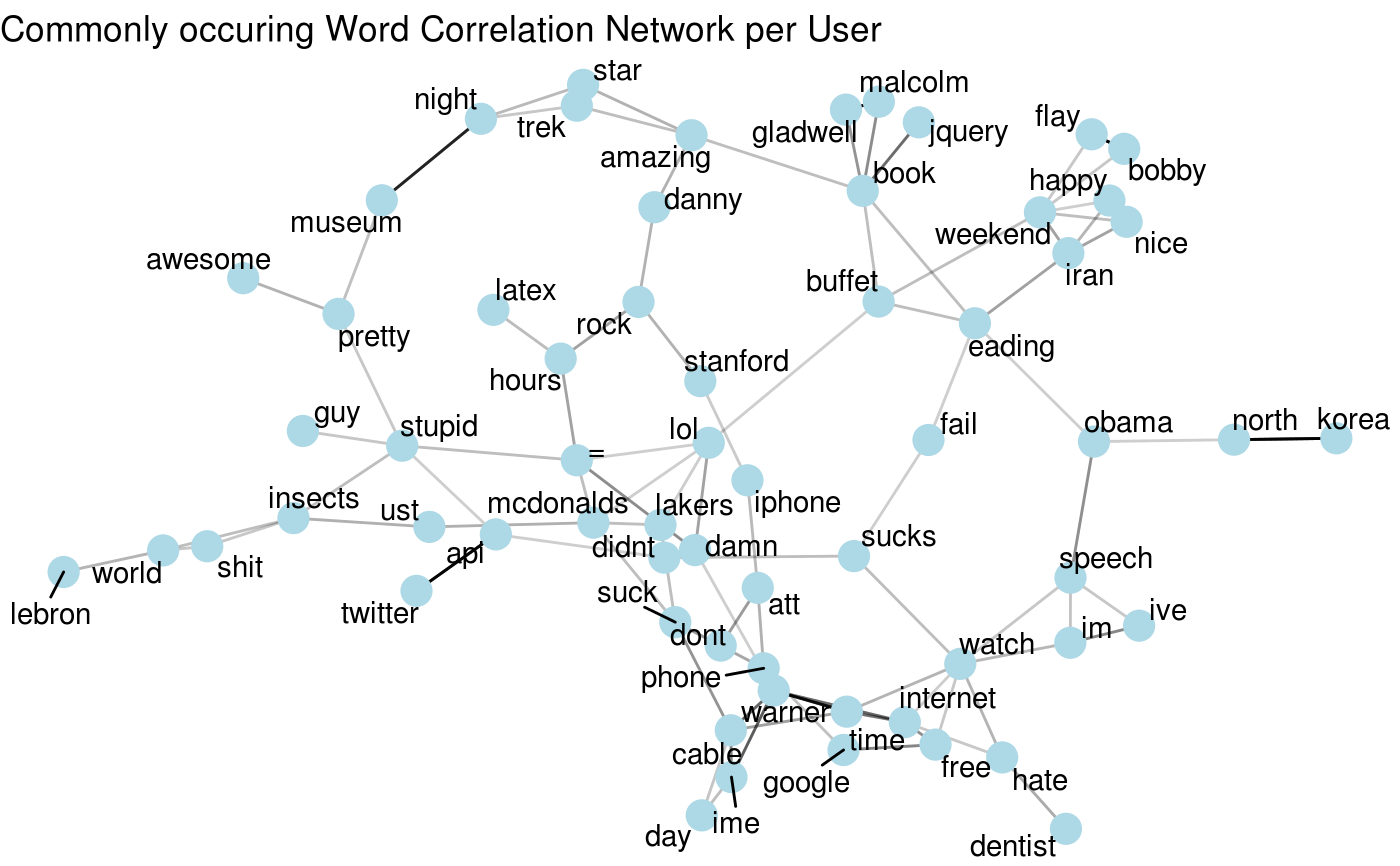 Commonly occuring Word Correlation Network per User
star
malcolm
night
trek
gladwell
jquery
flay
amazing
book
bobby
happy
danny
museum
weekend
nice
awesome
iran
buffet
latex
rock
pretty
eading
stanford
hours
guy
stupid
lol
fail
obama
north
korea
=
insects
ust
mcdonalds
lakers
iphone
api
didnt
damn
sucks
world
shit
speech
lebron
twitter
suck
att
ive
dont
im
watch
phone
internet
warner
time
cable
google
free
hate
day
ime
dentist